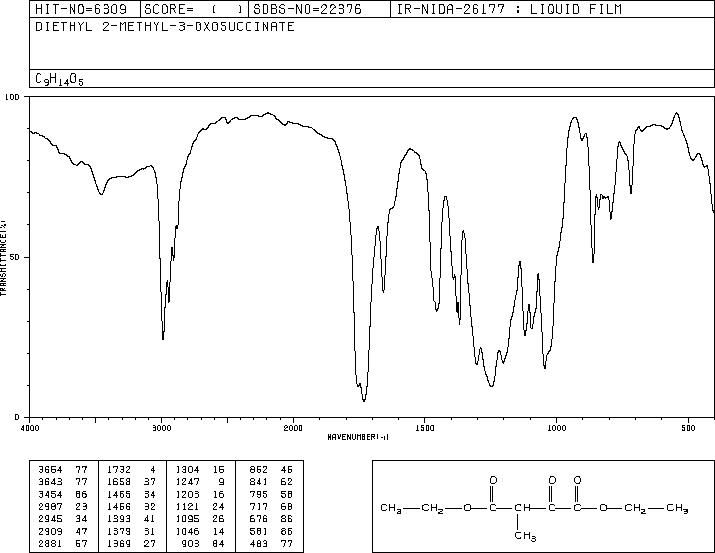 HIT-NO=6309 SCORE= ( ) SDBS-NO=22376 IR-NIDA-26177 : LIQUID FILM
DIETHYL 2-METHYL-3-OXOSUCCINATE
C9H14O5
100
50
0
TRANSMITTANCE(%)
4000 3000 2000 1500 1000 500
WAVENUMBER(-1)
3664 77 1732 4 1304 15 862 46
3643 77 1658 37 1247 9 841 62
3454 66 1465 34 1203 16 795 58
2987 23 1456 32 1121 24 717 68
2945 34 1393 41 1095 26 676 86
2909 47 1379 31 1046 14 581 86
2881 57 1369 27 903 84 483 77
O O O
CH3 CH2 O C CH C C O CH2 CH3
CH3